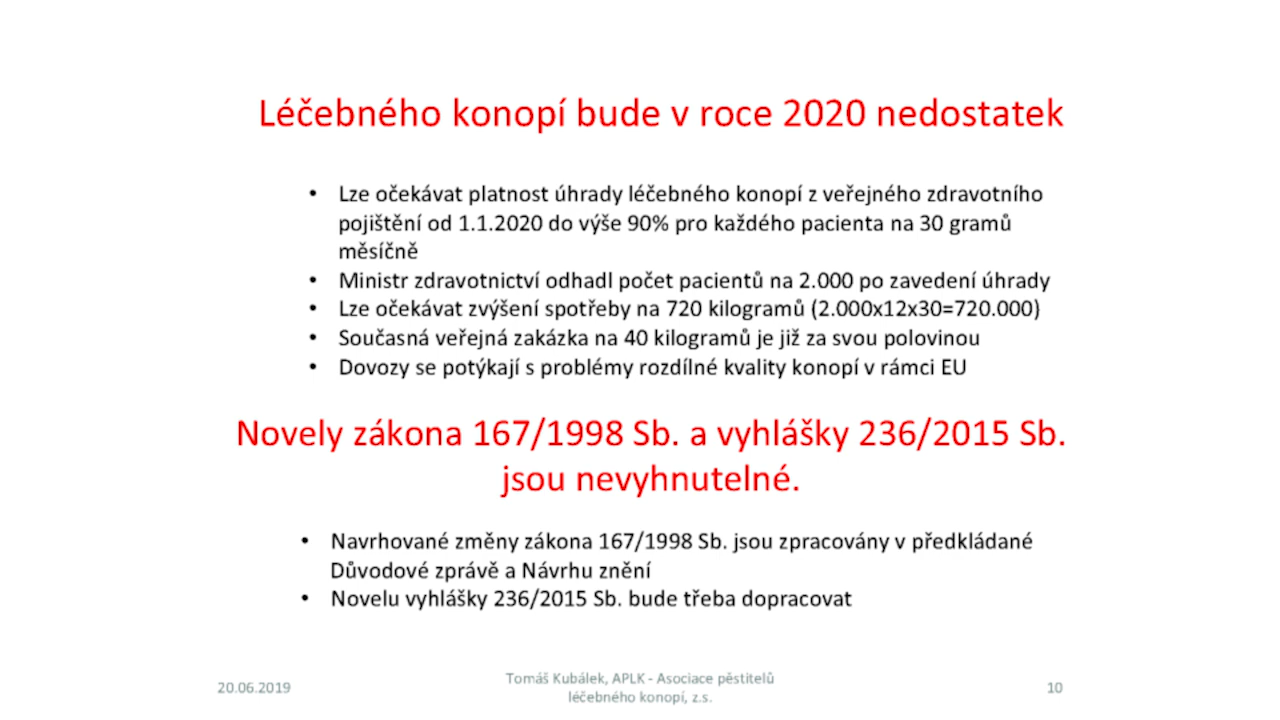 Léčebného konopí bude v roce 2020 nedostatek
• Lze očekávat platnost úhrady léčebného konopí z veřejného zdravotního
pojištění od 1.1.2020 do výše 90% pro každého pacienta na 30 gramů
měsíčně
• Ministr zdravotnictví odhadl počet pacientů na 2.000 po zavedení úhrady
• Lze očekávat zvýšení spotřeby na 720 kilogramů (2.000x12x30=720.000)
• Současná veřejná zakázka na 40 kilogramů je již za svou polovinou
• Dovozy se potýkají s problémy rozdílné kvality konopí v rámci EU
Novely zákona 167/1998 Sb. a vyhlášky 236/2015 Sb.
jsou nevyhnutelné.
• Navrhované změny zákona 167/1998 Sb. jsou zpracovány v předkládané
Důvodové zprávě a Návrhu znění
• Novelu vyhlášky 236/2015 Sb. bude třeba dopracovat
20.06.2019
Tomáš Kubálek, APLK - Asociace pěstitelů
léčebného konopí, z.s.
10